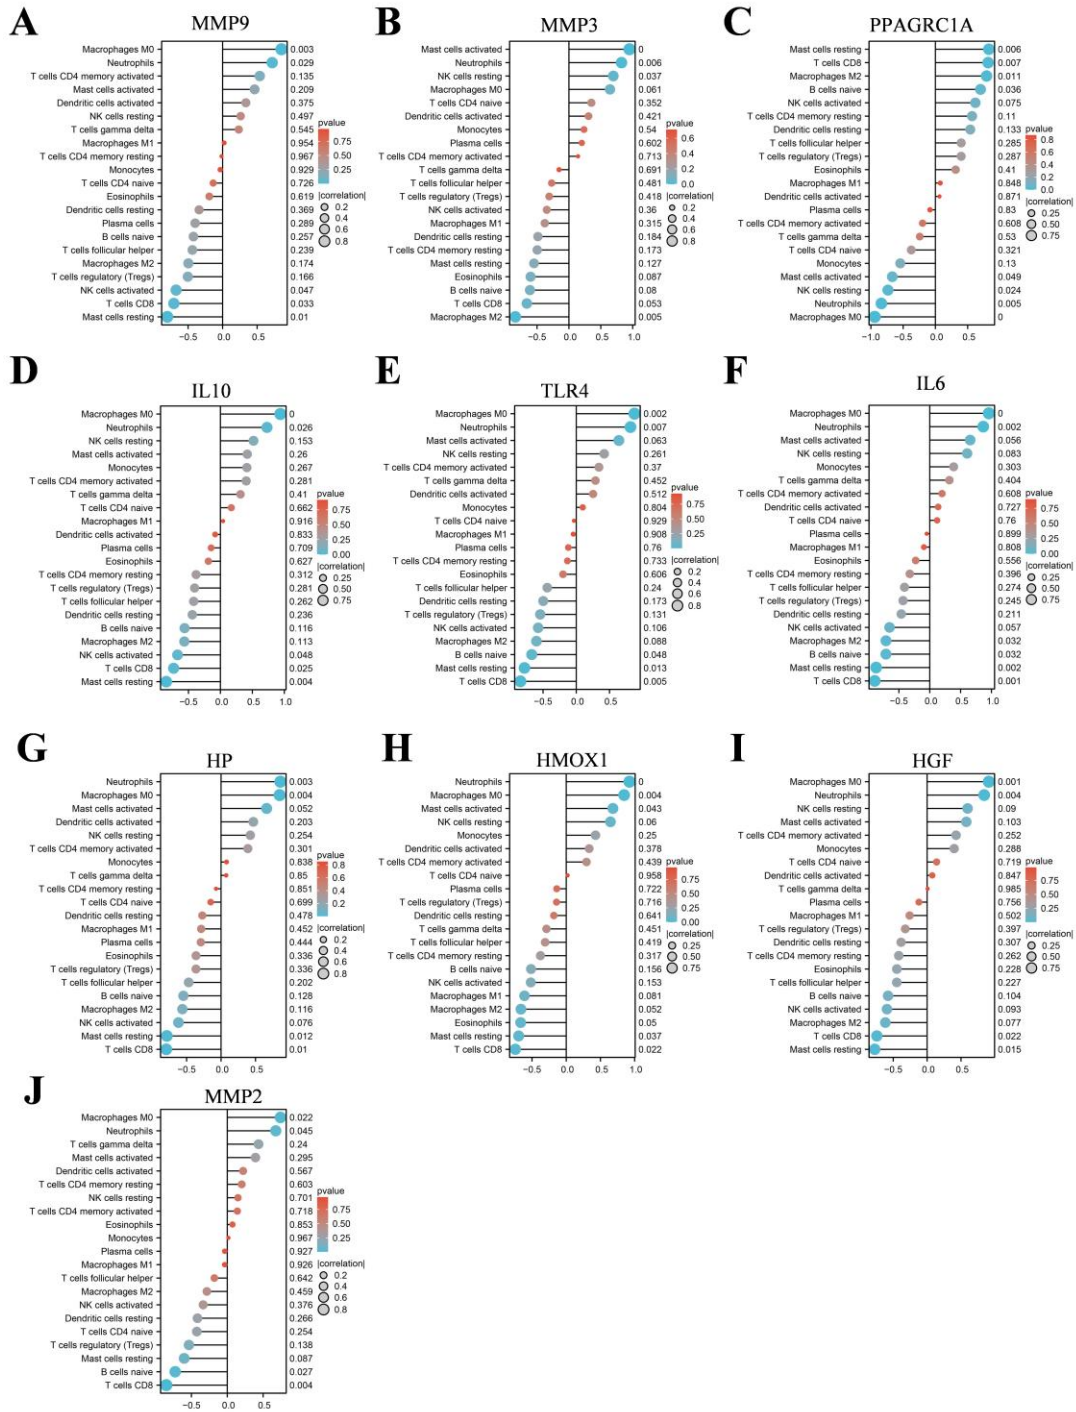 A
MMP9
Macrophages M0 0.003
Neutrophils 0.029
T cells CD4 memory activated 0.135
Mast cells activated 0.209
Dendritic cells activated 0.375
NK cells resting 0.497
T cells gamma delta 0.545
Macrophages M1 0.954
T cells CD4 memory resting 0.967
Monocytes 0.929
T cells CD4 naive 0.726
Eosinophils 0.619
Dendritic cells resting 0.369
Plasma cells 0.289
B cells naive 0.257
T cells follicular helper 0.239
Macrophages M2 0.174
T cells regulatory (Tregs) 0.166
NK cells activated 0.047
T cells CD8 0.033
Mast cells resting 0.01
−0.5 0.0 0.5
pvalue
0.75
0.50
0.25
|correlation|
0.2
0.4
0.6
0.8
B
MMP3
Mast cells activated 0
Neutrophils 0.006
NK cells resting 0.037
Macrophages M0 0.061
T cells CD4 naive 0.352
Dendritic cells activated 0.421
Monocytes 0.54
Plasma cells 0.602
T cells CD4 memory activated 0.713
T cells gamma delta 0.691
T cells follicular helper 0.481
T cells regulatory (Tregs) 0.418
NK cells activated 0.36
Macrophages M1 0.315
Dendritic cells resting 0.184
T cells CD4 memory resting 0.173
Mast cells resting 0.127
Eosinophils 0.087
B cells naive 0.08
T cells CD8 0.053
Macrophages M2 0.005
−0.5 0.0 0.5 1.0
pvalue
0.6
0.4
0.2
0.0
|correlation|
0.2
0.4
0.6
0.8
C
PPAGRC1A
Mast cells resting 0.006
T cells CD8 0.007
Macrophages M2 0.011
B cells naive 0.036
NK cells activated 0.075
T cells CD4 memory resting 0.11
Dendritic cells resting 0.133
T cells follicular helper 0.285
T cells regulatory (Tregs) 0.287
Eosinophils 0.41
Macrophages M1 0.848
Dendritic cells activated 0.871
Plasma cells 0.83
T cells CD4 memory activated 0.608
T cells gamma delta 0.53
T cells CD4 naive 0.321
Monocytes 0.13
Mast cells activated 0.049
NK cells resting 0.024
Neutrophils 0.005
Macrophages M0 0
−1.0 −0.5 0.0 0.5
pvalue
0.8
0.6
0.4
0.2
0.0
|correlation|
0.25
0.50
0.75
D
IL10
Macrophages M0 0
Neutrophils 0.026
NK cells resting 0.153
Mast cells activated 0.26
Monocytes 0.267
T cells CD4 memory activated 0.281
T cells gamma delta 0.41
T cells CD4 naive 0.662
Macrophages M1 0.916
Dendritic cells activated 0.833
Plasma cells 0.709
Eosinophils 0.627
T cells CD4 memory resting 0.312
T cells regulatory (Tregs) 0.281
T cells follicular helper 0.262
Dendritic cells resting 0.236
B cells naive 0.116
Macrophages M2 0.113
NK cells activated 0.048
T cells CD8 0.025
Mast cells resting 0.004
−0.5 0.0 0.5 1.0
pvalue
0.75
0.50
0.25
0.00
|correlation|
0.25
0.50
0.75
E
TLR4
Macrophages M0 0.002
Neutrophils 0.007
Mast cells activated 0.063
NK cells resting 0.261
T cells CD4 memory activated 0.37
T cells gamma delta 0.452
Dendritic cells activated 0.512
Monocytes 0.804
T cells CD4 naive 0.929
Macrophages M1 0.908
Plasma cells 0.76
T cells CD4 memory resting 0.733
Eosinophils 0.606
T cells follicular helper 0.24
Dendritic cells resting 0.173
T cells regulatory (Tregs) 0.131
NK cells activated 0.106
Macrophages M2 0.088
B cells naive 0.048
Mast cells resting 0.013
T cells CD8 0.005
−0.5 0.0 0.5
pvalue
0.75
0.50
0.25
|correlation|
0.2
0.4
0.6
0.8
F
IL6
Macrophages M0 0
Neutrophils 0.002
Mast cells activated 0.056
NK cells resting 0.083
Monocytes 0.303
T cells gamma delta 0.404
T cells CD4 memory activated 0.608
Dendritic cells activated 0.727
T cells CD4 naive 0.76
Plasma cells 0.899
Macrophages M1 0.808
Eosinophils 0.556
T cells CD4 memory resting 0.396
T cells follicular helper 0.274
T cells regulatory (Tregs) 0.245
Dendritic cells resting 0.211
NK cells activated 0.057
Macrophages M2 0.032
B cells naive 0.032
Mast cells resting 0.002
T cells CD8 0.001
−0.5 0.0 0.5 1.0
pvalue
0.75
0.50
0.25
0.00
|correlation|
0.25
0.50
0.75
G
HP
Neutrophils 0.003
Macrophages M0 0.004
Mast cells activated 0.052
Dendritic cells activated 0.203
NK cells resting 0.254
T cells CD4 memory activated 0.301
Monocytes 0.838
T cells gamma delta 0.85
T cells CD4 memory resting 0.851
T cells CD4 naive 0.699
Dendritic cells resting 0.478
Macrophages M1 0.452
Plasma cells 0.444
Eosinophils 0.336
T cells regulatory (Tregs) 0.336
T cells follicular helper 0.202
B cells naive 0.128
Macrophages M2 0.116
NK cells activated 0.076
Mast cells resting 0.012
T cells CD8 0.01
−0.5 0.0 0.5
pvalue
0.8
0.6
0.4
0.2
|correlation|
0.2
0.4
0.6
0.8
H
HMOX1
Neutrophils 0
Macrophages M0 0.004
Mast cells activated 0.043
NK cells resting 0.06
Monocytes 0.25
Dendritic cells activated 0.378
T cells CD4 memory activated 0.439
T cells CD4 naive 0.958
Plasma cells 0.722
T cells regulatory (Tregs) 0.716
Dendritic cells resting 0.641
T cells gamma delta 0.451
T cells follicular helper 0.419
T cells CD4 memory resting 0.317
B cells naive 0.156
NK cells activated 0.153
Macrophages M1 0.081
Macrophages M2 0.052
Eosinophils 0.05
Mast cells resting 0.037
T cells CD8 0.022
−0.5 0.0 0.5 1.0
pvalue
0.75
0.50
0.25
0.00
|correlation|
0.25
0.50
0.75
I
HGF
Macrophages M0 0.001
Neutrophils 0.004
NK cells resting 0.09
Mast cells activated 0.103
T cells CD4 memory activated 0.252
Monocytes 0.288
T cells CD4 naive 0.719
Dendritic cells activated 0.847
T cells gamma delta 0.985
Plasma cells 0.756
Macrophages M1 0.502
T cells regulatory (Tregs) 0.397
Dendritic cells resting 0.307
T cells CD4 memory resting 0.262
Eosinophils 0.228
T cells follicular helper 0.227
B cells naive 0.104
NK cells activated 0.093
Macrophages M2 0.077
T cells CD8 0.022
Mast cells resting 0.015
−0.5 0.0 0.5
pvalue
0.75
0.50
0.25
|correlation|
0.25
0.50
0.75
J
MMP2
Macrophages M0 0.022
Neutrophils 0.045
T cells gamma delta 0.24
Mast cells activated 0.295
Dendritic cells activated 0.567
T cells CD4 memory resting 0.603
NK cells resting 0.701
T cells CD4 memory activated 0.718
Eosinophils 0.853
Monocytes 0.967
Plasma cells 0.927
Macrophages M1 0.926
T cells follicular helper 0.642
Macrophages M2 0.459
NK cells activated 0.376
Dendritic cells resting 0.266
T cells CD4 naive 0.254
T cells regulatory (Tregs) 0.138
Mast cells resting 0.087
B cells naive 0.027
T cells CD8 0.004
−0.5 0.0 0.5
pvalue
0.75
0.50
0.25
|correlation|
0.2
0.4
0.6
0.8